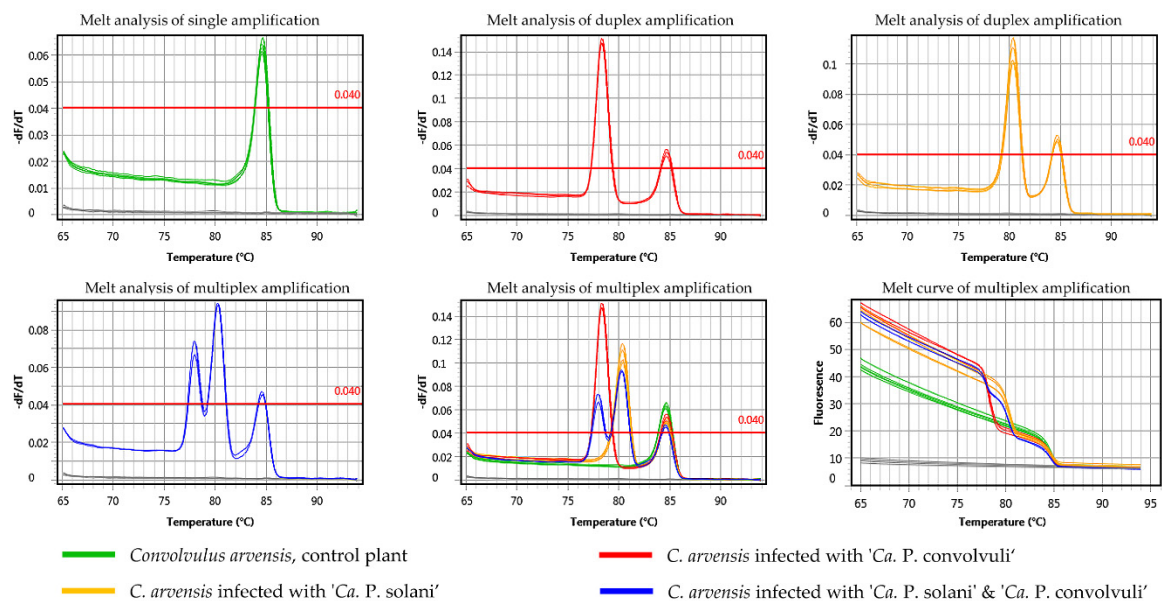 Melt analysis of single amplification
-dF/dT
0.06
0.05
0.04
0.03
0.02
0.01
0
0.040
65 70 75 80 85 90
Temperature (°C)
Melt analysis of duplex amplification
-dF/dT
0.14
0.12
0.1
0.08
0.06
0.04
0.02
0
0.040
65 70 75 80 85 90
Temperature (°C)
Melt analysis of duplex amplification
-dF/dT
0.1
0.08
0.06
0.04
0.02
0
0.040
65 70 75 80 85 90
Temperature (°C)
Melt analysis of multiplex amplification
-dF/dT
0.08
0.06
0.04
0.02
0
0.040
65 70 75 80 85 90
Temperature (°C)
Melt analysis of multiplex amplification
-dF/dT
0.14
0.12
0.1
0.08
0.06
0.04
0.02
0
0.040
65 70 75 80 85 90
Temperature (°C)
Melt curve of multiplex amplification
Fluoresence
60
50
40
30
20
10
65 70 75 80 85 90 95
Temperature (°C)
Convolvulus arvensis, control plant
C. arvensis infected with 'Ca. P. convolvuli‘
C. arvensis infected with 'Ca. P. solani’
C. arvensis infected with 'Ca. P. solani' & 'Ca. P. convolvuli’